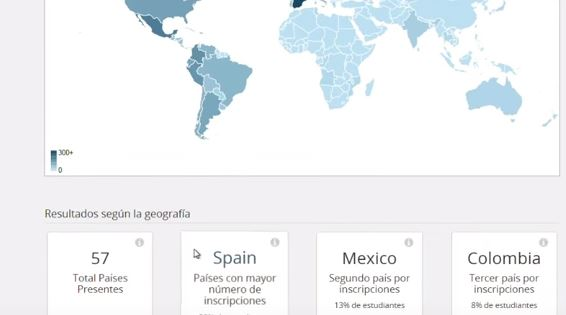 300+
0
Resultados según la geografía
57
Total Países
Presentes
Spain
Países con mayor
número de
inscripciones
Mexico
Segundo país por
inscripciones
13% de estudiantes
Colombia
Tercer país por
inscripciones
8% de estudiantes